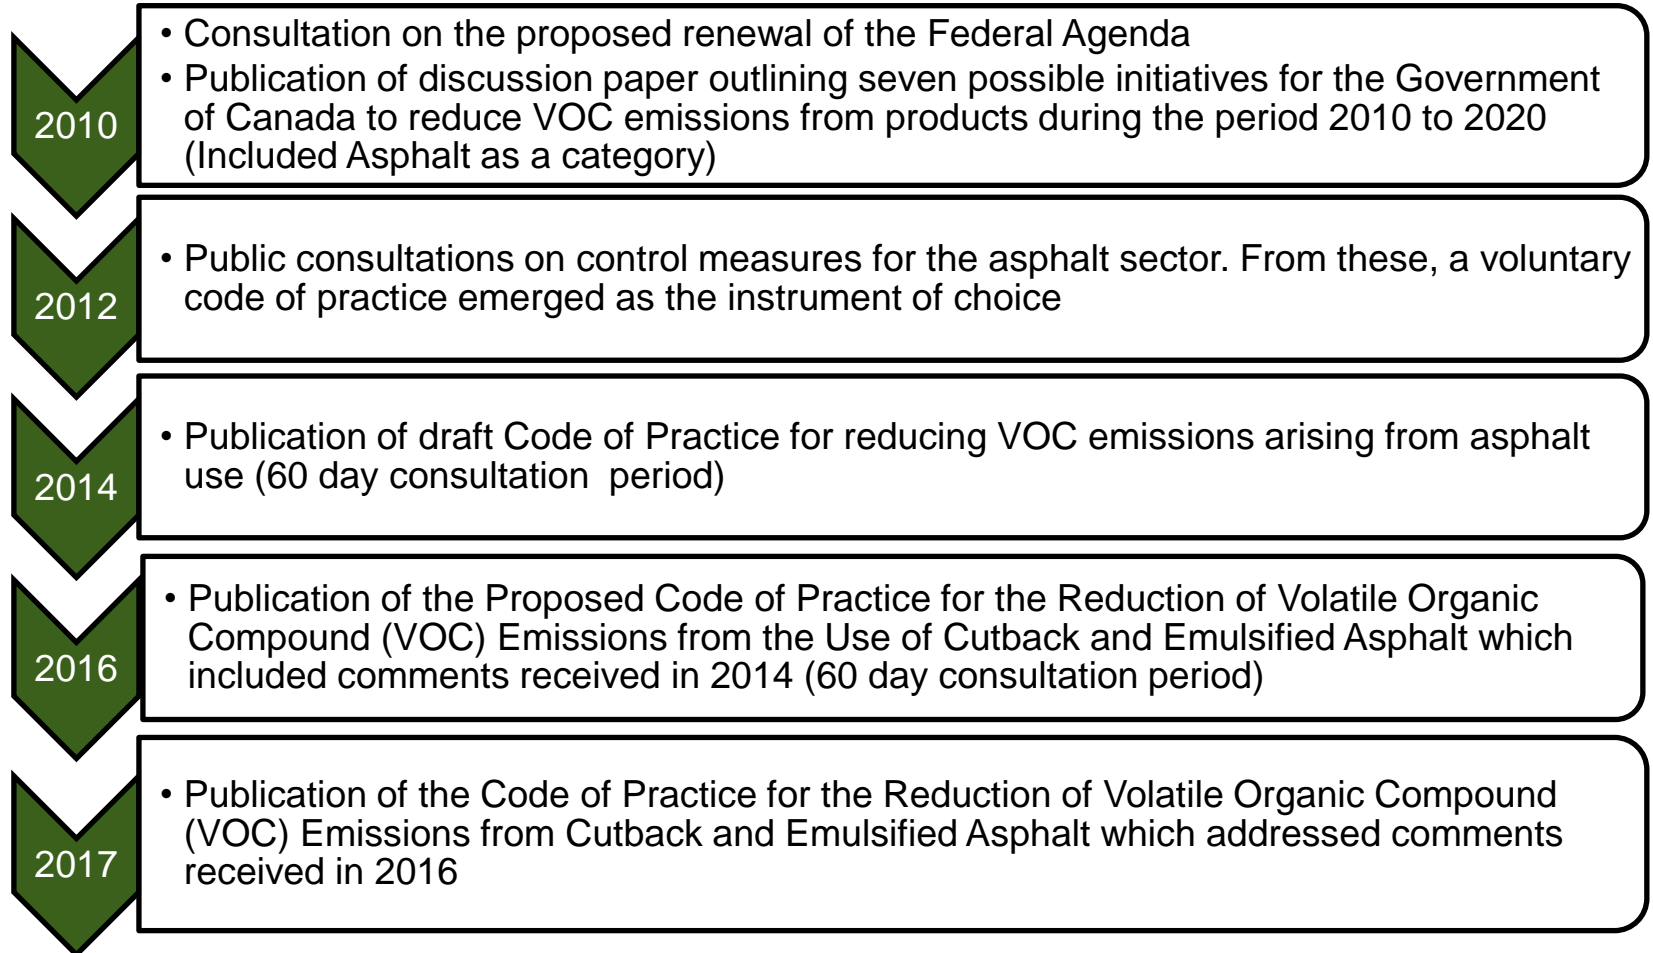 2010
• Consultation on the proposed renewal of the Federal Agenda
• Publication of discussion paper outlining seven possible initiatives for the Government
of Canada to reduce VOC emissions from products during the period 2010 to 2020
(Included Asphalt as a category)
2012
• Public consultations on control measures for the asphalt sector. From these, a voluntary
code of practice emerged as the instrument of choice
2014
• Publication of draft Code of Practice for reducing VOC emissions arising from asphalt
use (60 day consultation  period)
2016
• Publication of the Proposed Code of Practice for the Reduction of Volatile Organic
Compound (VOC) Emissions from the Use of Cutback and Emulsified Asphalt which
included comments received in 2014 (60 day consultation period)
2017
• Publication of the Code of Practice for the Reduction of Volatile Organic Compound
(VOC) Emissions from Cutback and Emulsified Asphalt which addressed comments
received in 2016